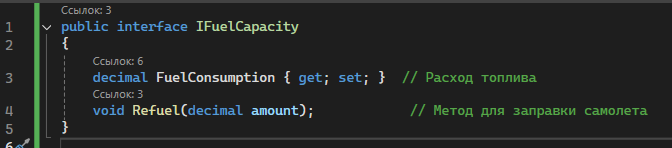 Ссылок: 3
1 public interface IFuelCapacity
2 {
Ссылок: 6
3 decimal FuelConsumption { get; set; } // Расход топлива
Ссылок: 3
4 void Refuel(decimal amount); // Метод для заправки самолета
5 }
6